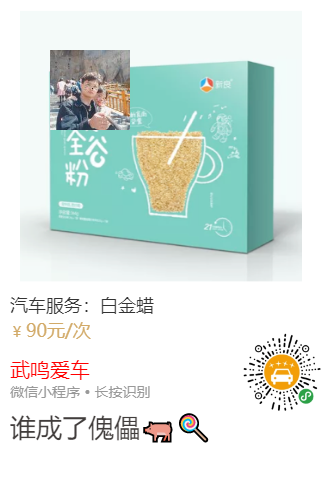 全谷
粉
汽车服务：白金蜡
￥90元/次
武鸣爱车
微信小程序 • 长按识别
谁成了傀儡